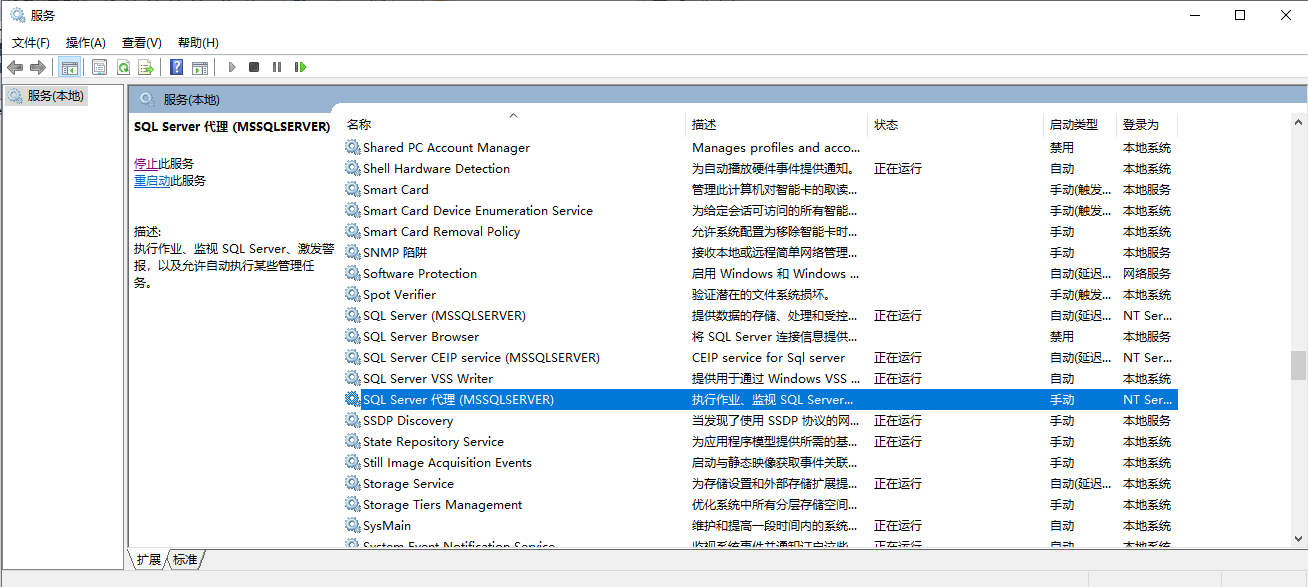 服务
文件(F) 操作(A) 查看(V) 帮助(H)
服务(本地)
服务(本地)
SQL Server 代理 (MSSQLSERVER)
停止此服务
重启动此服务
描述:
执行作业、监视 SQL Server、激发警
报，以及允许自动执行某些管理任
务。
名称 描述 状态 启动类型 登录为
Shared PC Account Manager Manages profiles and acco... 禁用 本地系统
Shell Hardware Detection 为自动播放硬件事件提供通知。 正在运行 自动 本地系统
Smart Card 管理此计算机对智能卡的取读... 手动(触发... 本地服务
Smart Card Device Enumeration Service 为给定会话可访问的所有智能... 手动(触发... 本地系统
Smart Card Removal Policy 允许系统配置为移除智能卡时... 手动 本地系统
SNMP 陷阱 接收本地或远程简单网络管理... 手动 本地服务
Software Protection 启用 Windows 和 Windows ... 自动(延迟... 网络服务
Spot Verifier 验证潜在的文件系统损坏。 手动(触发... 本地系统
SQL Server (MSSQLSERVER) 提供数据的存储、处理和受控... 正在运行 自动(延迟... NT Ser...
SQL Server Browser 将 SQL Server 连接信息提供... 禁用 本地服务
SQL Server CEIP service (MSSQLSERVER) CEIP service for Sql server 正在运行 自动(延迟... NT Ser...
SQL Server VSS Writer 提供用于通过 Windows VSS ... 正在运行 自动 本地系统
SQL Server 代理 (MSSQLSERVER) 执行作业、监视 SQL Server... 手动 NT Ser...
SSDP Discovery 当发现了使用 SSDP 协议的网... 正在运行 手动 本地服务
State Repository Service 为应用程序模型提供所需的基... 正在运行 手动 本地系统
Still Image Acquisition Events 启动与静态映像获取事件关联... 手动 本地系统
Storage Service 为存储设置和外部存储扩展提... 正在运行 自动(延迟... 本地系统
Storage Tiers Management 优化系统中所有分层存储空间... 手动 本地系统
SysMain 维护和提高一段时间内的系统... 正在运行 自动 本地系统
System Event Notification Service 监视系统事件并通知订户这些... 正在运行 自动 本地系统
扩展 标准